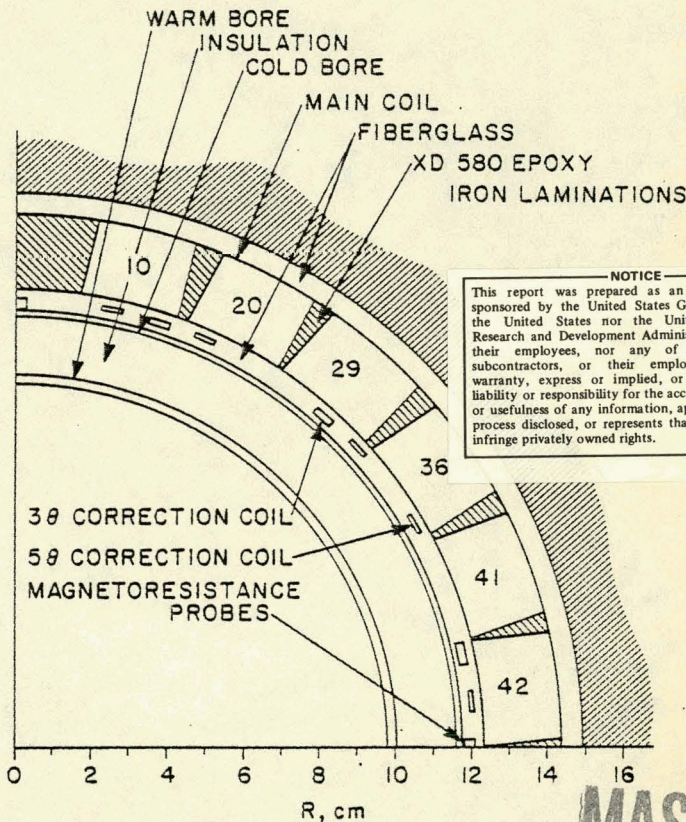 WARM BORE
INSULATION
COLD BORE
MAIN COIL
FIBERGLASS
XD 580 EPOXY
IRON LAMINATIONS
10
20
29
36
41
42
NOTICE
This report was prepared as an
sponsored by the United States G
the United States nor the Uni
Research and Development Admini
their employees, nor any of
subcontractors, or their emplo
warranty, express or implied, or
liability or responsibility for the acc
or usefulness of any information, ap
process disclosed, or represents tha
infringe privately owned rights.
3θ CORRECTION COIL
5θ CORRECTION COIL
MAGNETORESISTANCE
PROBES
0 2 4 6 8 10 12 14 16
R, cm
MAS